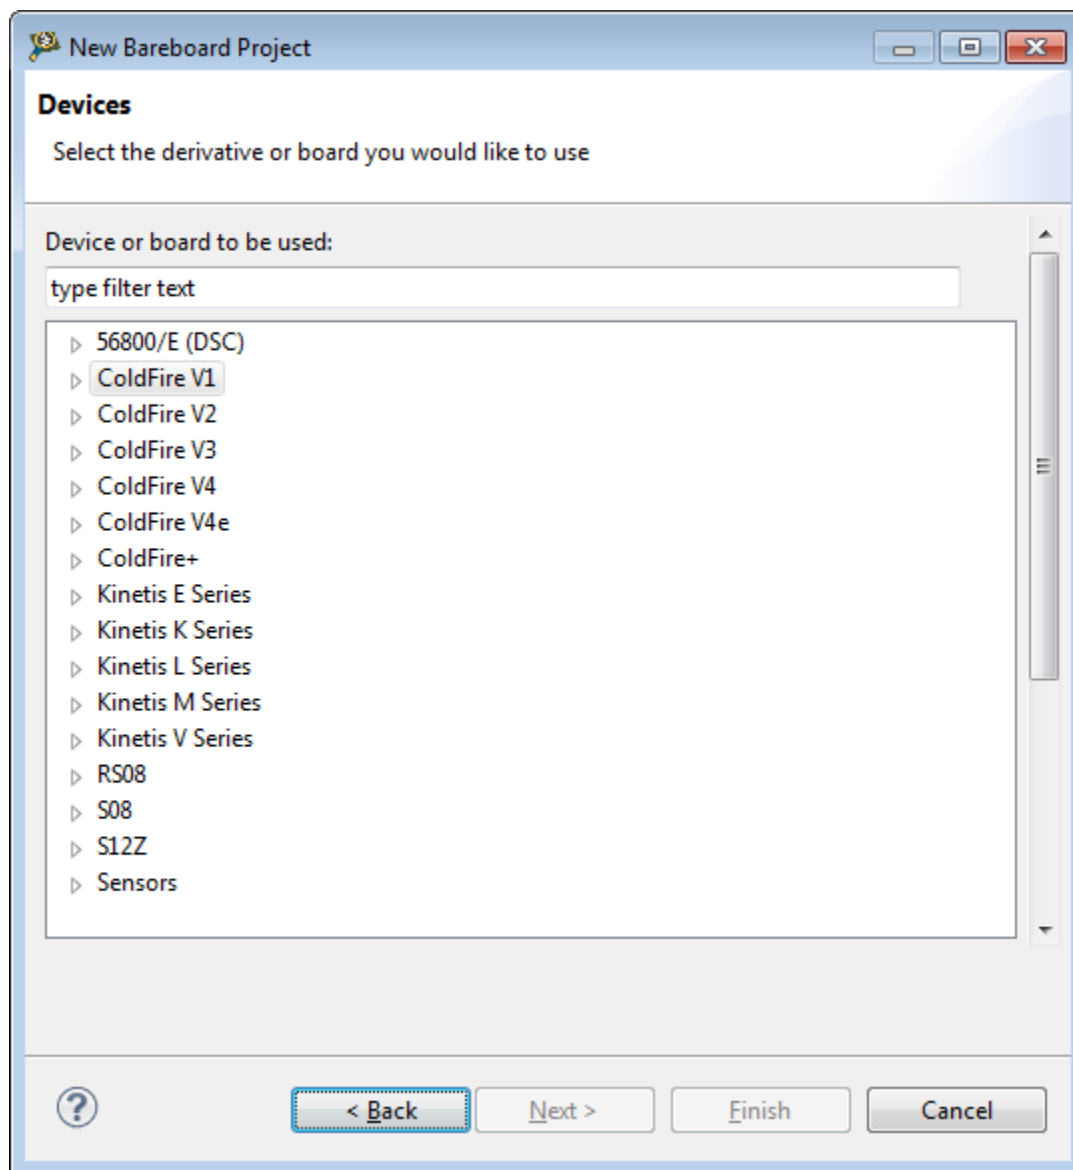 New Bareboard Project
Devices
Select the derivative or board you would like to use
Device or board to be used:
type filter text
56800/E (DSC)
ColdFire V1
ColdFire V2
ColdFire V3
ColdFire V4
ColdFire V4e
ColdFire+
Kinetis E Series
Kinetis K Series
Kinetis L Series
Kinetis M Series
Kinetis V Series
RS08
S08
S12Z
Sensors
? < Back Next > Finish Cancel